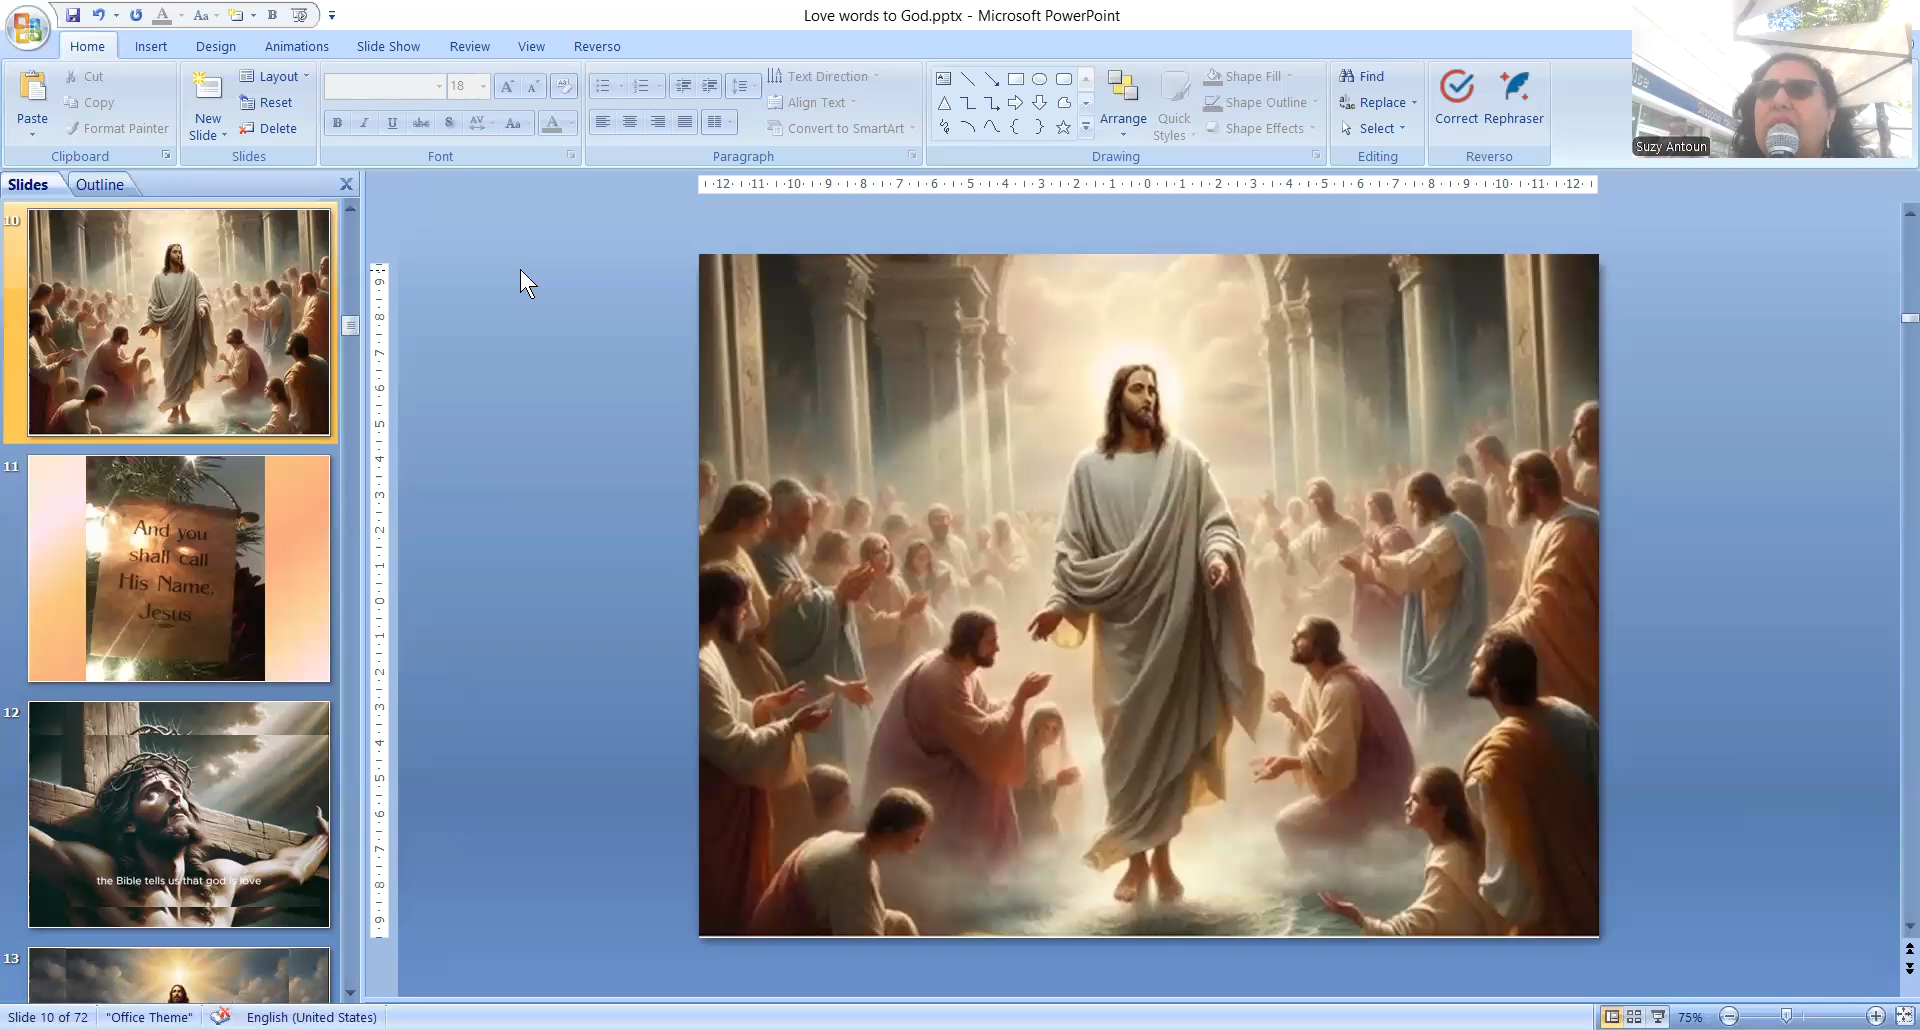 Love words to God.pptx - Microsoft PowerPoint
Home Insert Design Animations Slide Show Review View Reverso
Paste
Cut
Copy
Format Painter
Clipboard
New Slide
Layout
Reset
Delete
Slides
18
Font
Text Direction
Align Text
Convert to SmartArt
Paragraph
Arrange
Quick Styles
Shape Fill
Shape Outline
Shape Effects
Drawing
Find
Replace
Select
Editing
Correct Rephraser
Reverso
Suzy Antoun
Slides Outline
10
11
And you
shall call
His Name,
Jesus
12
the Bible tells us that god is love
13
Slide 10 of 72 "Office Theme" English (United States) 75%